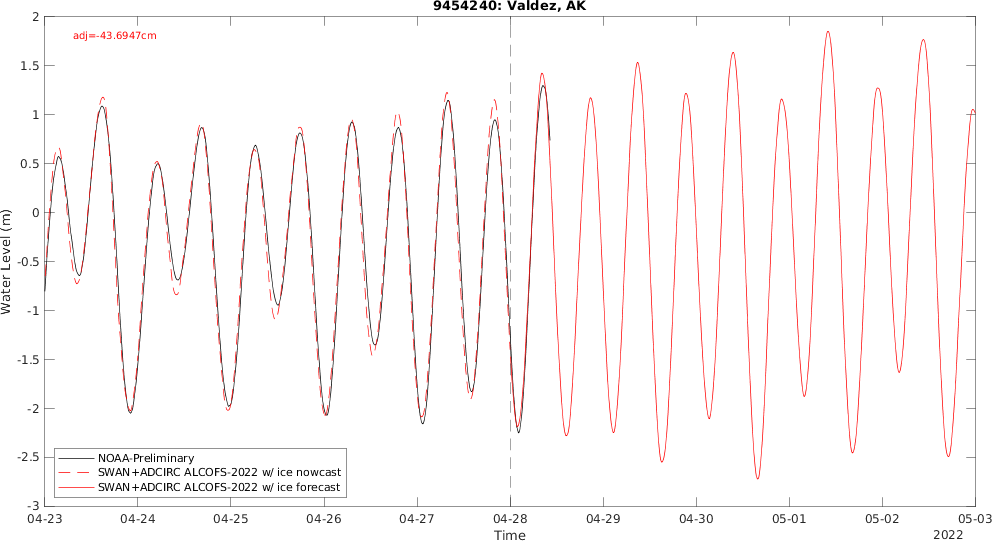 9454240: Valdez, AK
adj=-43.6947cm
2
1.5
1
0.5
0
-0.5
-1
-1.5
-2
-2.5
-3
Water Level (m)
NOAA-Preliminary
SWAN+ADCIRC ALCOFS-2022 w/ ice nowcast
SWAN+ADCIRC ALCOFS-2022 w/ ice forecast
04-23 04-24 04-25 04-26 04-27 04-28 04-29 04-30 05-01 05-02 05-03
Time
2022